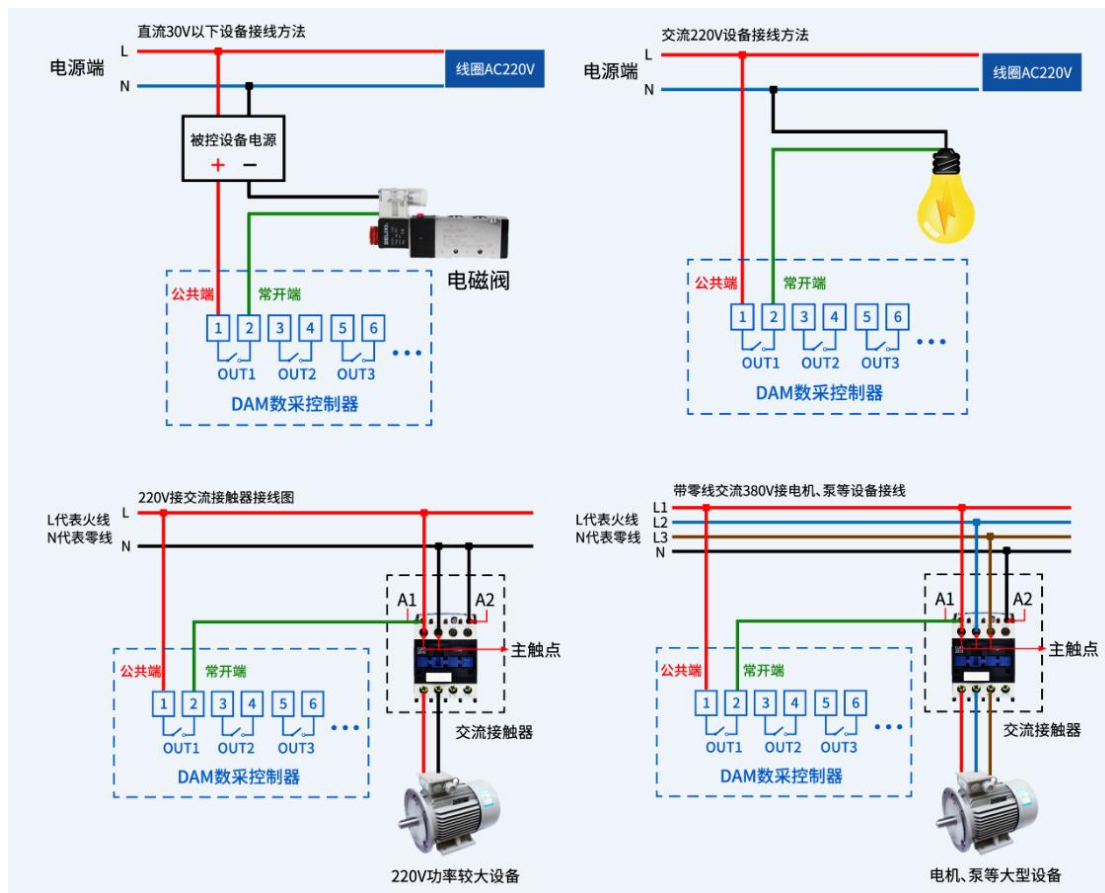 直流30V以下设备接线方法
L
电源端
线圈AC220V
N
被控设备电源
+ −
电磁阀
公共端
常开端
1 2 3 4 5 6
OUT1 OUT2 OUT3
DAM数采控制器
交流220V设备接线方法
L
电源端
线圈AC220V
N
公共端
常开端
1 2 3 4 5 6
OUT1 OUT2 OUT3
DAM数采控制器
220V接交流接触器接线图
L
L代表火线
N代表零线
N
A1 A2
主触点
公共端
常开端
1 2 3 4 5 6
OUT1 OUT2 OUT3
交流接触器
DAM数采控制器
220V功率较大设备
带零线交流380V接电机、泵等设备接线
L1
L代表火线
L2
N代表零线
L3
N
A1 A2
主触点
公共端
常开端
1 2 3 4 5 6
OUT1 OUT2 OUT3
交流接触器
DAM数采控制器
电机、泵等大型设备